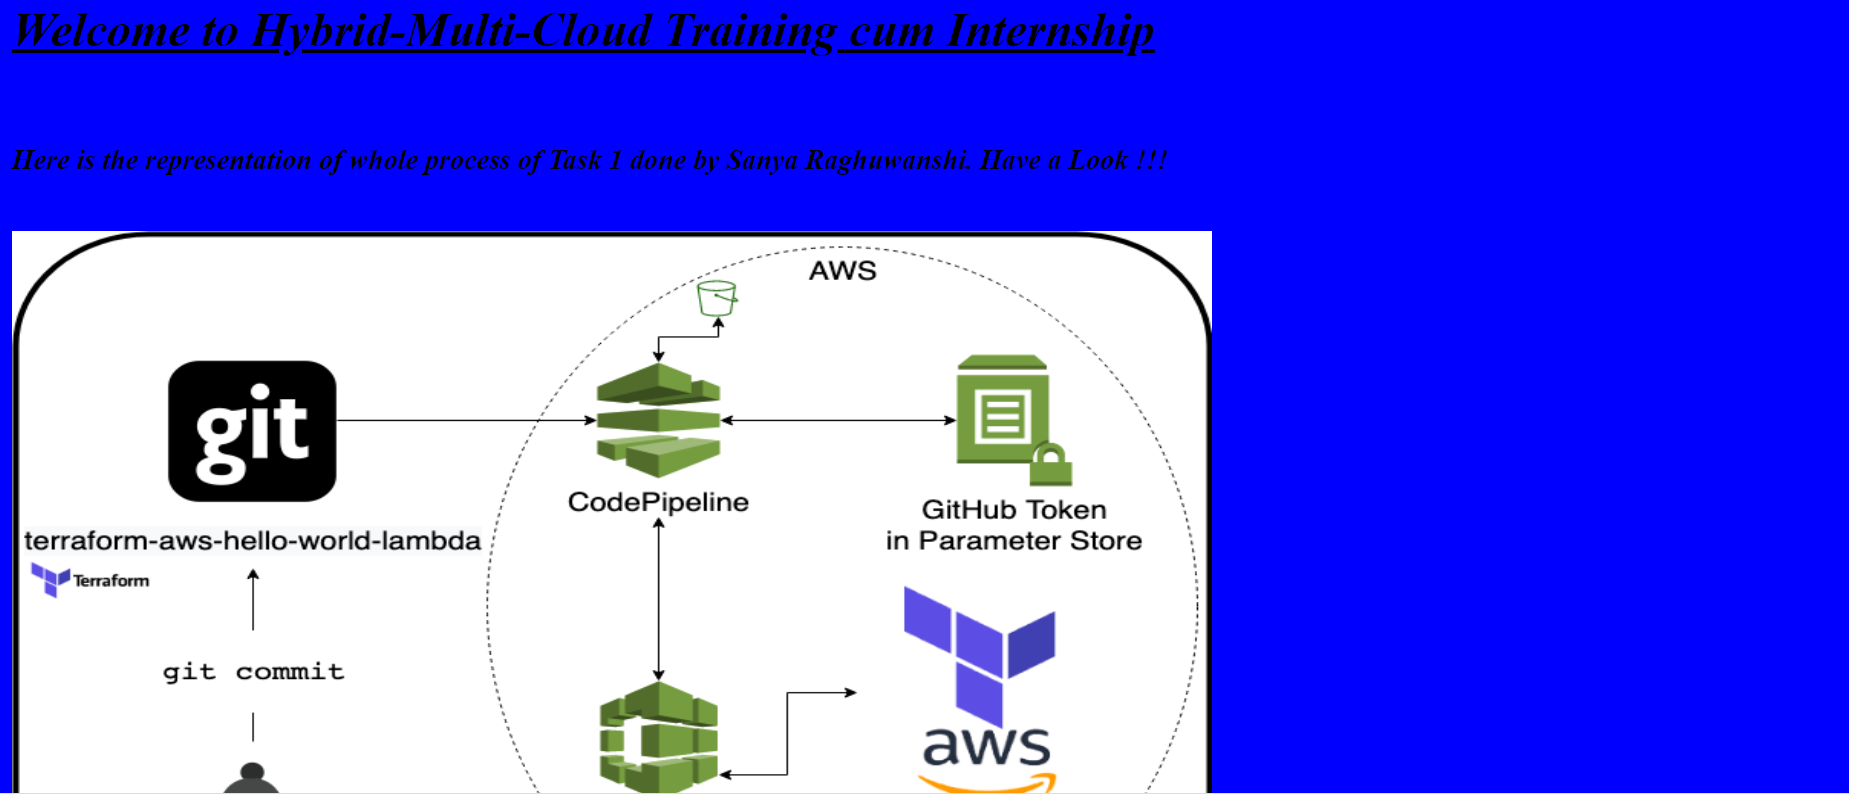 Welcome to Hybrid-Multi-Cloud Training cum Internship
Here is the representation of whole process of Task 1 done by Sanya Raghuwanshi. Have a Look !!!
AWS
git
CodePipeline
GitHub Token
in Parameter Store
terraform-aws-hello-world-lambda
Terraform
git commit
aws